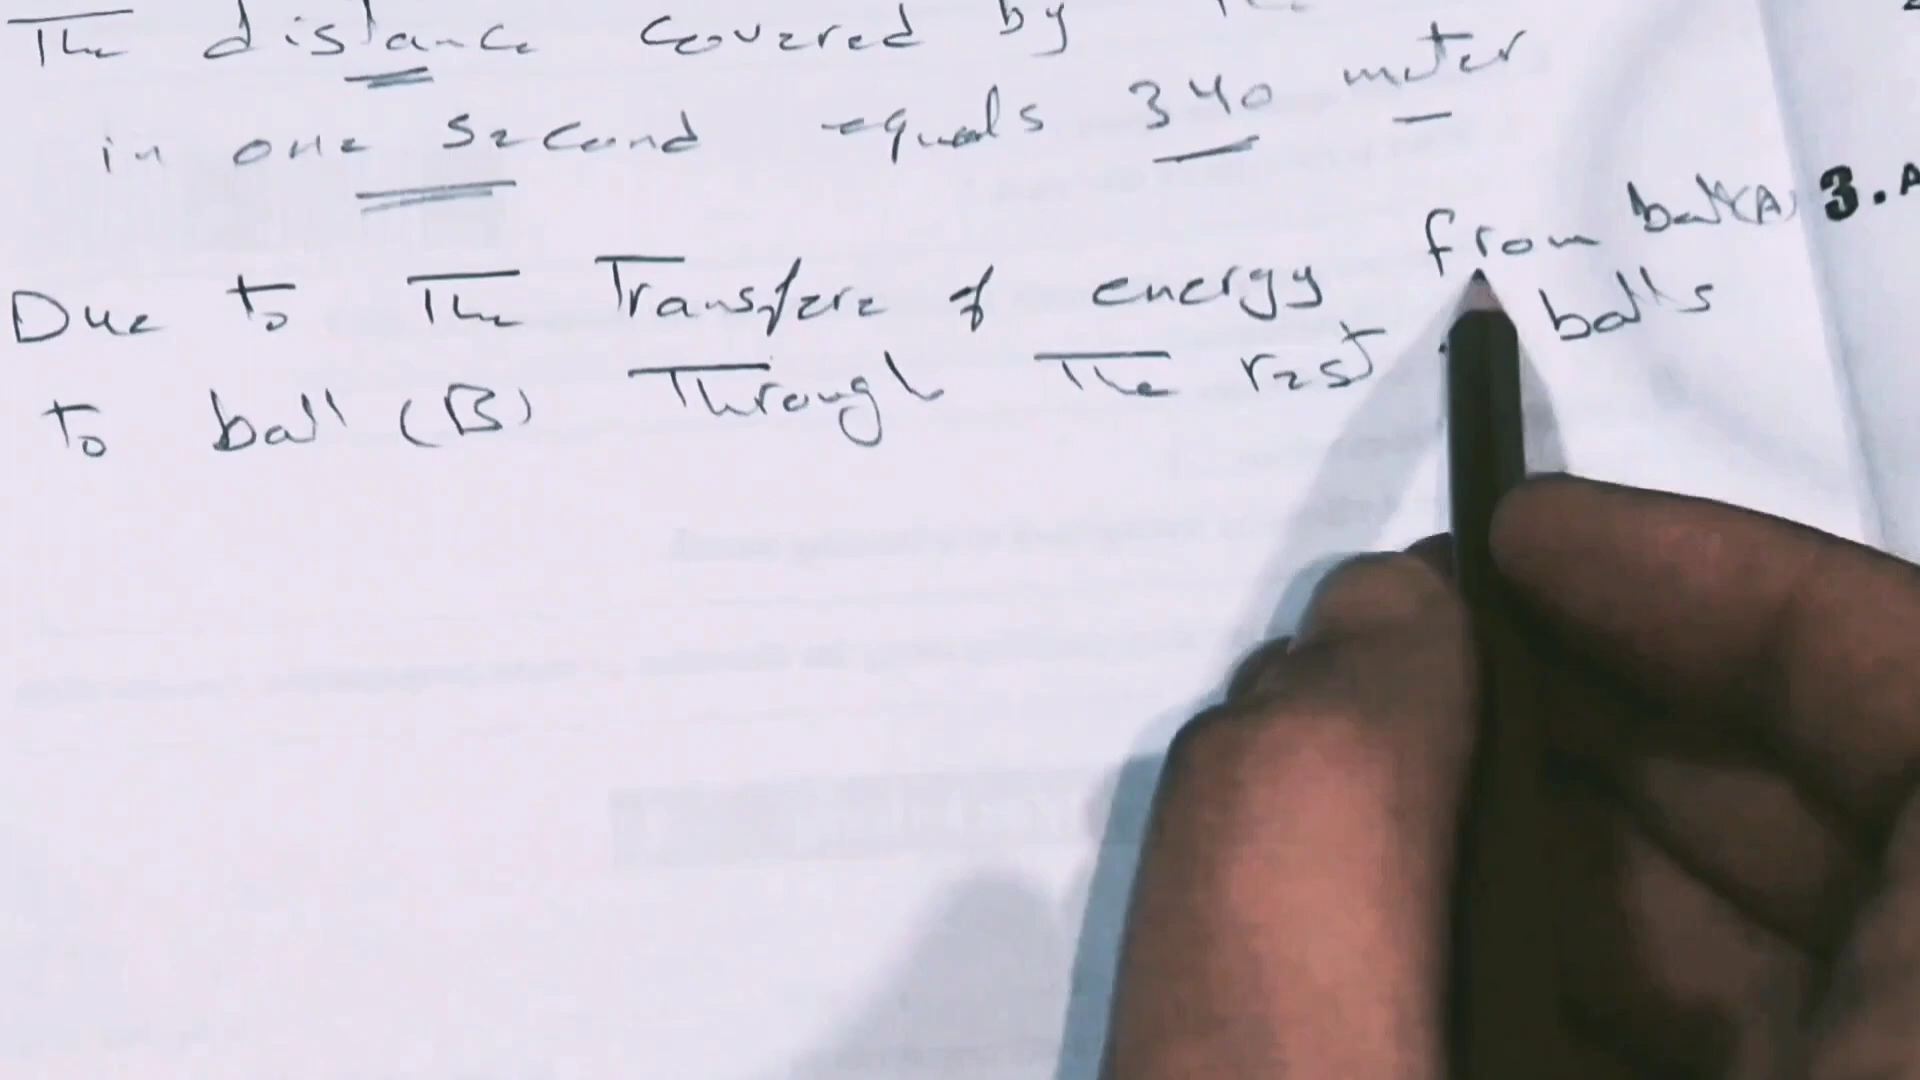 The distance covered by
in one second equals 340 meter
Due to The Transfere of energy from ball(A)
to ball (B) Through The rest balls
3. A